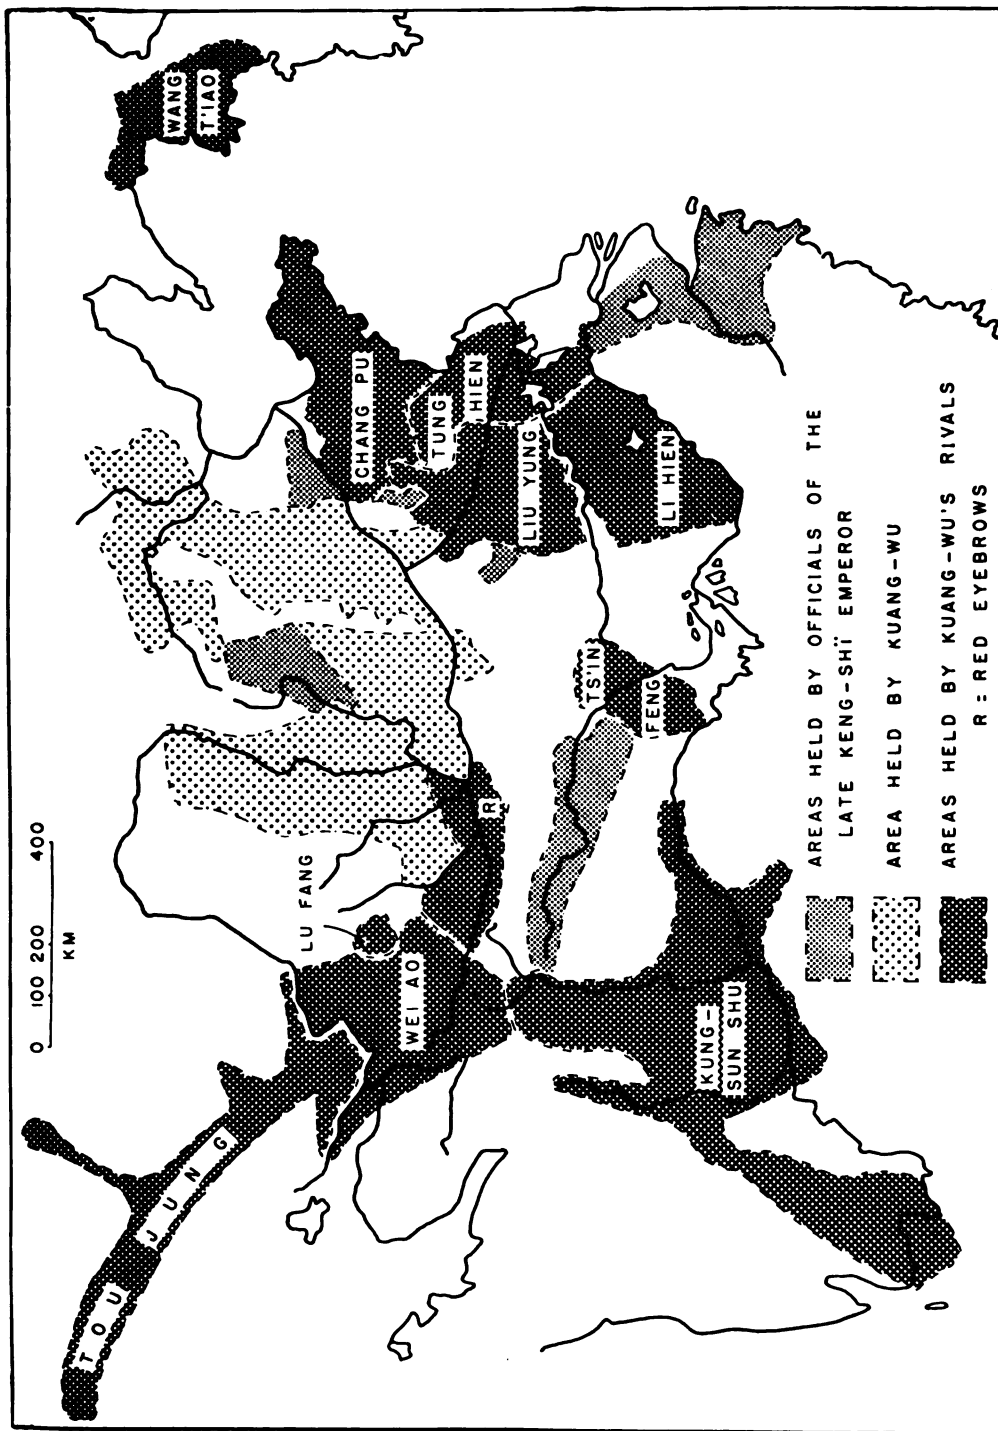 WANG
T'IAO
CHANG PU
TUNG
HIEN
LIU YUNG
LI HIEN
TS'IN
FENG
R
LU FANG
WEI AO
KUNG-
SUN SHU
TOU JUNG
0 100 200 400
KM
AREAS HELD BY OFFICIALS OF THE
LATE KENG-SHÏ EMPEROR
AREA HELD BY KUANG-WU
AREAS HELD BY KUANG-WU'S RIVALS
R = RED EYEBROWS